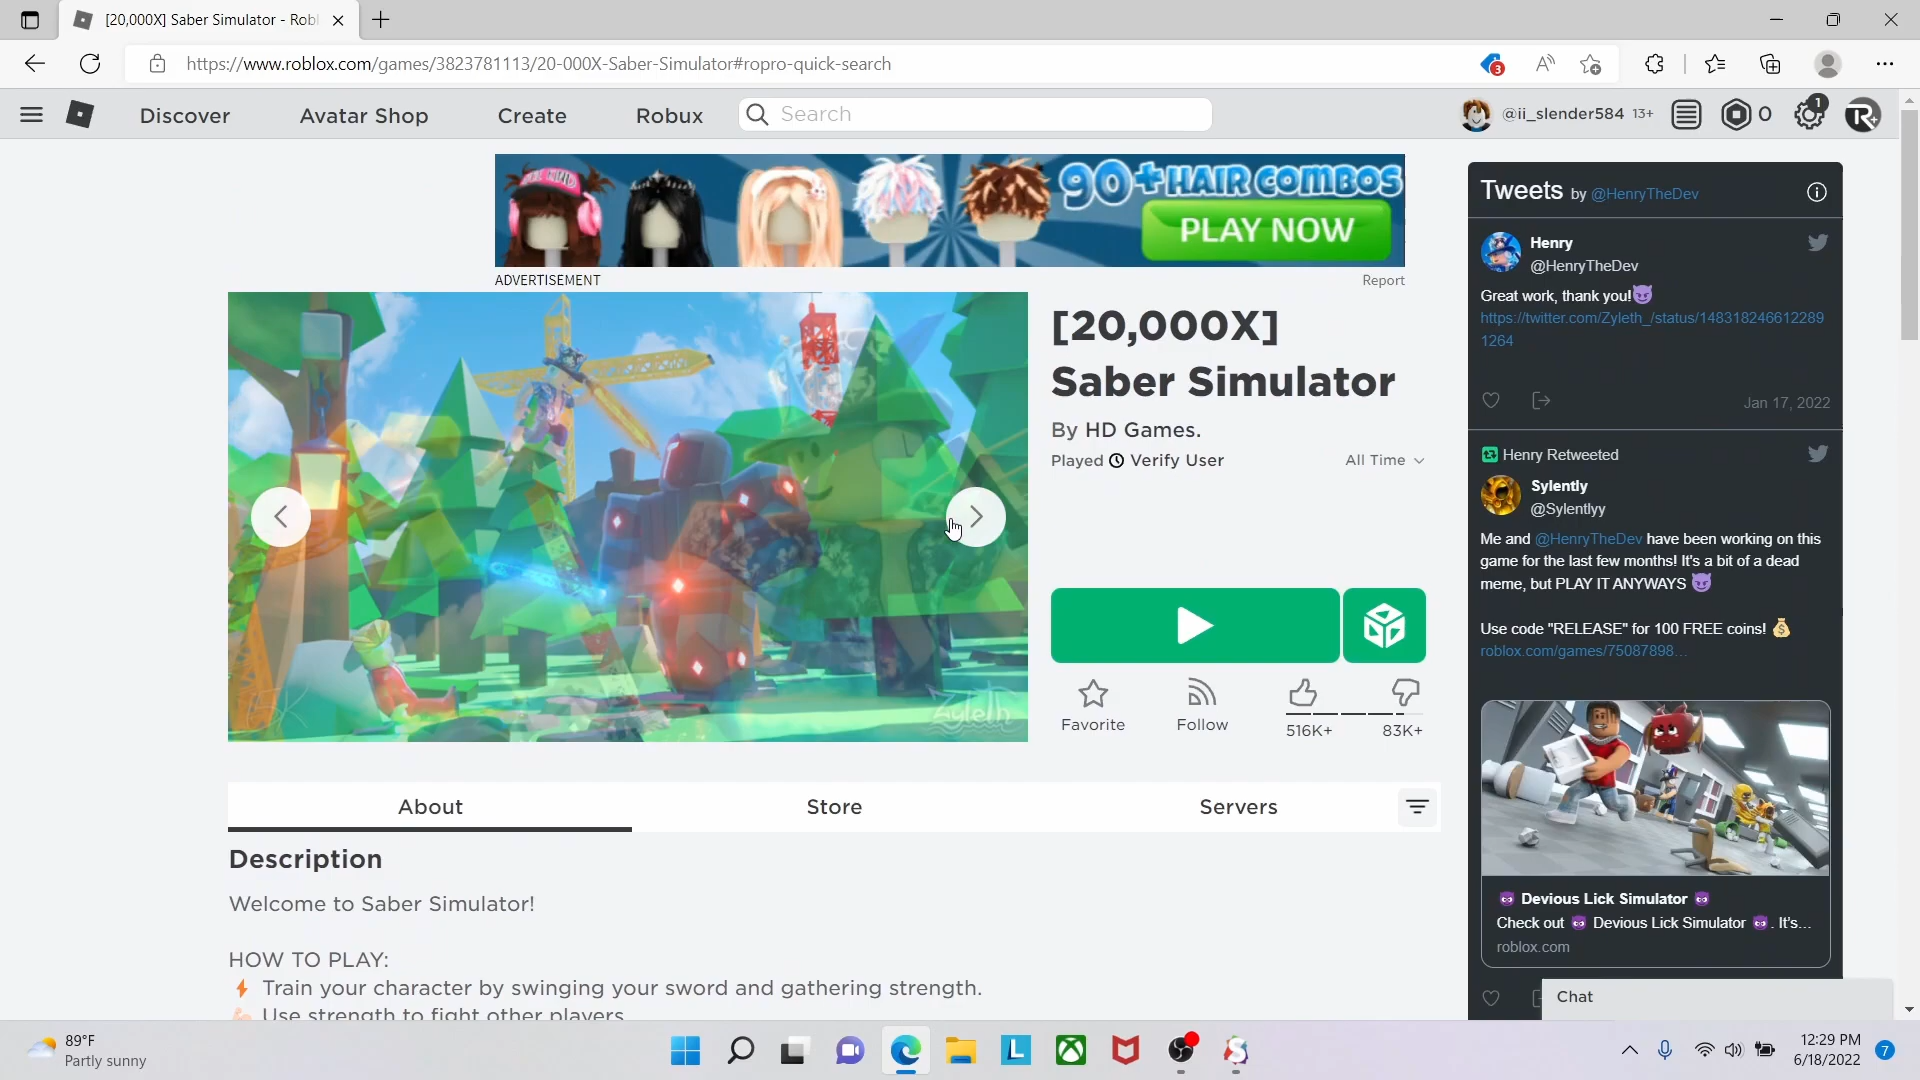 [20,000X] Saber Simulator - Robl
https://www.roblox.com/games/3823781113/20-000X-Saber-Simulator#ropro-quick-search
3
Discover
Avatar Shop
Create
Robux
Search
@ii_slender584 13+
0
1
R+
90+ HAIR COMBOS
PLAY NOW
ADVERTISEMENT
Report
[20,000X]
Saber Simulator
By HD Games.
Played Verify User
All Time
Favorite
Follow
516K+
83K+
Zyleth
About
Store
Servers
Description
Welcome to Saber Simulator!
HOW TO PLAY:
Train your character by swinging your sword and gathering strength.
Use strength to fight other players
Tweets by @HenryTheDev
Henry
@HenryTheDev
Great work, thank you!😈
https://twitter.com/Zyleth_/status/148318246612289
1264
Jan 17, 2022
Henry Retweeted
Sylently
@Sylentlyy
Me and @HenryTheDev have been working on this
game for the last few months! It's a bit of a dead
meme, but PLAY IT ANYWAYS 😈
Use code "RELEASE" for 100 FREE coins! 💰
roblox.com/games/75087898...
😈 Devious Lick Simulator 😈
Check out 😈 Devious Lick Simulator 😈. It's...
roblox.com
Chat
89°F
Partly sunny
12:29 PM
6/18/2022
7